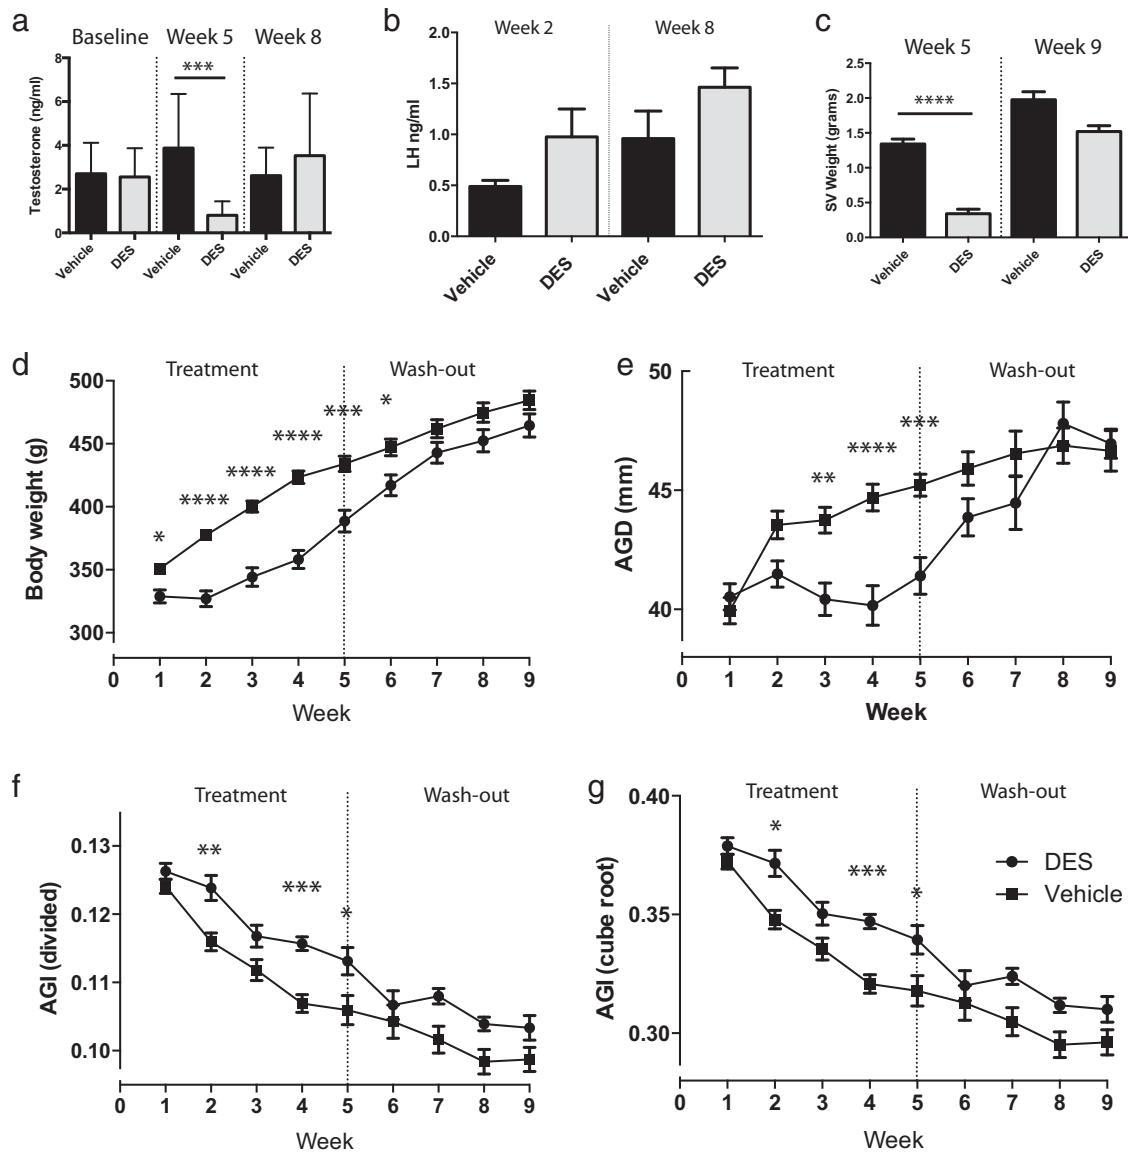 a
Baseline
Week 5
Week 8
***
Testosterone (ng/ml)
8
6
4
2
0
Vehicle
DES
Vehicle
DES
Vehicle
DES
b
Week 2
Week 8
LH ng/ml
2.0
1.5
1.0
0.5
0.0
Vehicle
DES
Vehicle
DES
c
Week 5
Week 9
****
SV Weight (grams)
2.5
2.0
1.5
1.0
0.5
0.0
Vehicle
DES
Vehicle
DES
d
Treatment
Wash-out
Body weight (g)
500
450
400
350
300
* **** **** **** *** *
0 1 2 3 4 5 6 7 8 9
Week
e
Treatment
Wash-out
AGD (mm)
50
45
40
** **** ***
0 1 2 3 4 5 6 7 8 9
Week
f
Treatment
Wash-out
AGI (divided)
0.13
0.12
0.11
0.10
** *** *
0 1 2 3 4 5 6 7 8 9
Week
g
Treatment
Wash-out
AGI (cube root)
0.40
0.35
0.30
* *** *
DES
Vehicle
0 1 2 3 4 5 6 7 8 9
Week